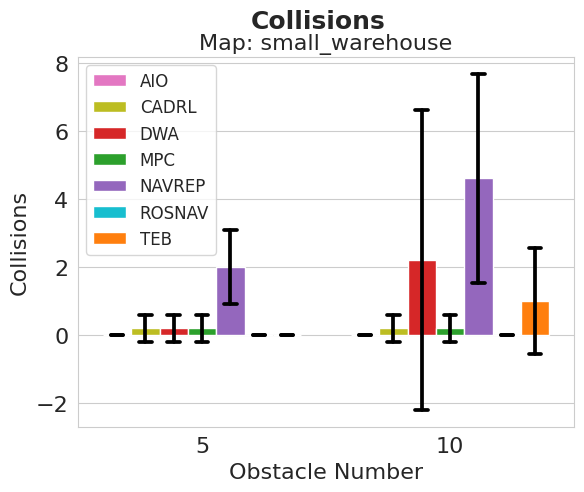 Collisions
Map: small_warehouse
8
6
4
2
0
−2
Collisions
AIO
CADRL
DWA
MPC
NAVREP
ROSNAV
TEB
5
10
Obstacle Number